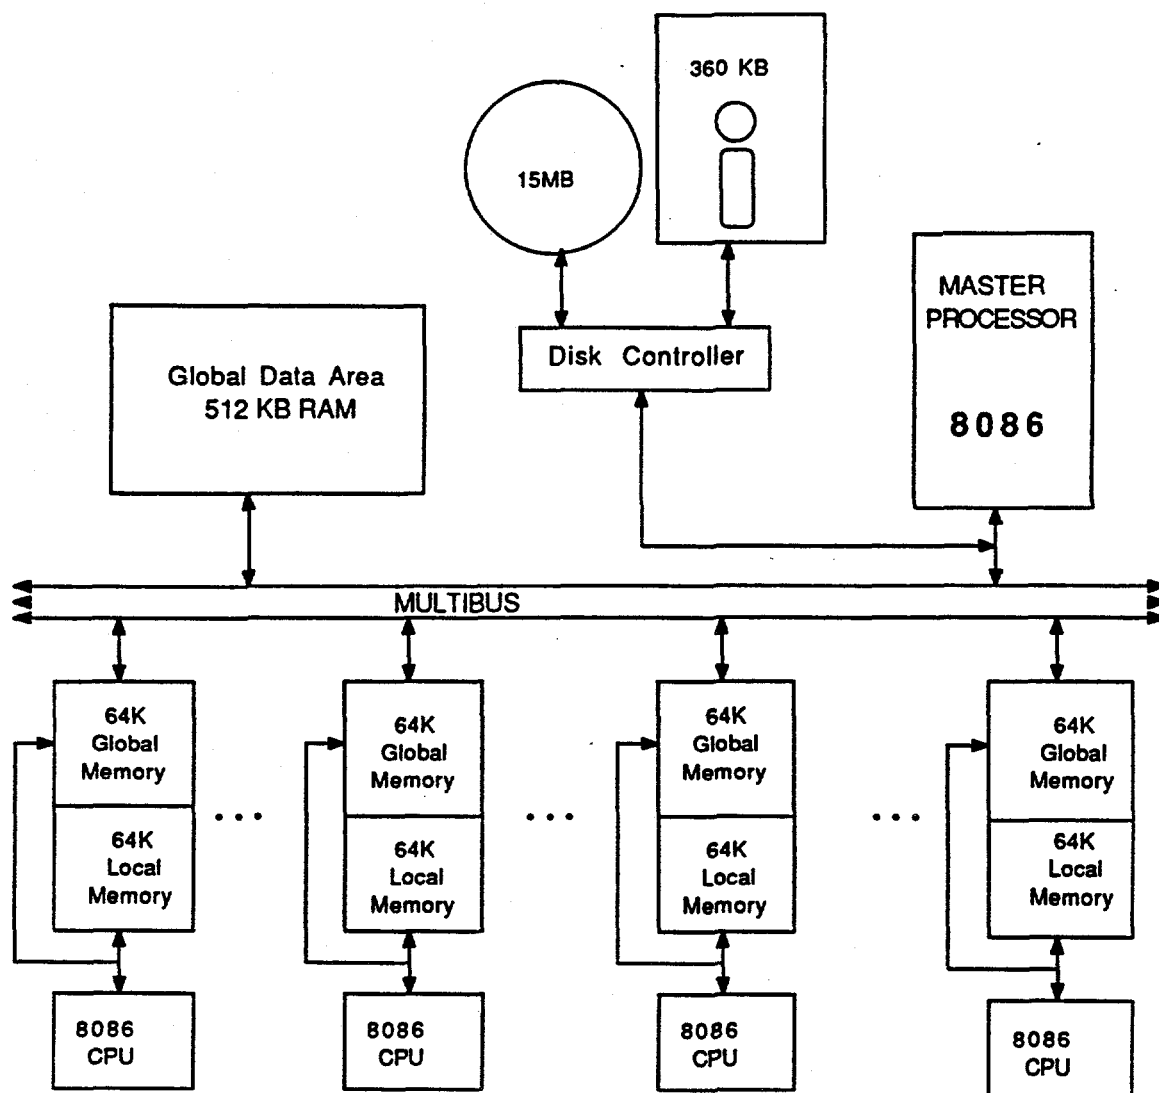 360 KB
15MB
MASTER
PROCESSOR
8086
Disk Controller
Global Data Area
512 KB RAM
MULTIBUS
64K
Global
Memory
64K
Local
Memory
8086
CPU
64K
Global
Memory
64K
Local
Memory
8086
CPU
64K
Global
Memory
64K
Local
Memory
8086
CPU
64K
Global
Memory
64K
Local
Memory
8086
CPU